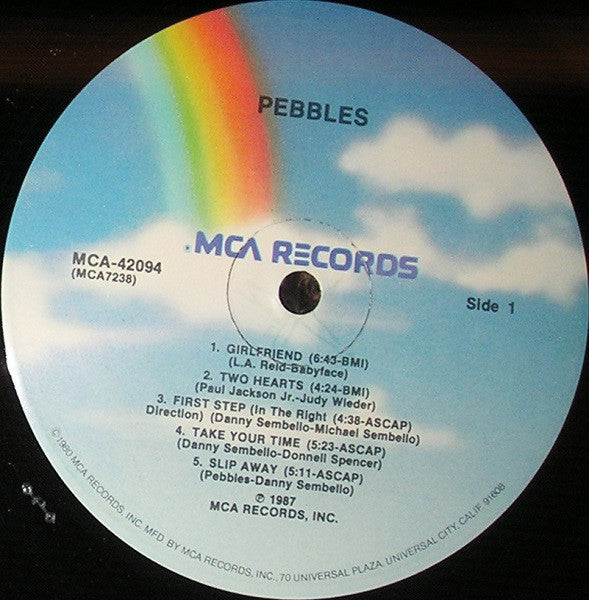 PEBBLES
MCA RECORDS
MCA-42094
(MCA7238)
Side 1
1. GIRLFRIEND (6:43-BMI)
(L.A. Reid-Babyface)
2. TWO HEARTS (4:24-BMI)
(Paul Jackson Jr.-Judy Wieder)
3. FIRST STEP (In The Right (4:38-ASCAP)
Direction) (Danny Sembello-Michael Sembello)
4. TAKE YOUR TIME (5:23-ASCAP)
(Danny Sembello-Donnell Spencer)
5. SLIP AWAY (5:11-ASCAP)
(Pebbles-Danny Sembello)
℗ 1987
MCA RECORDS, INC.
©1980 MCA RECORDS, INC. MFD. BY MCA RECORDS, INC., 70 UNIVERSAL PLAZA, UNIVERSAL CITY, CALIF. 91608